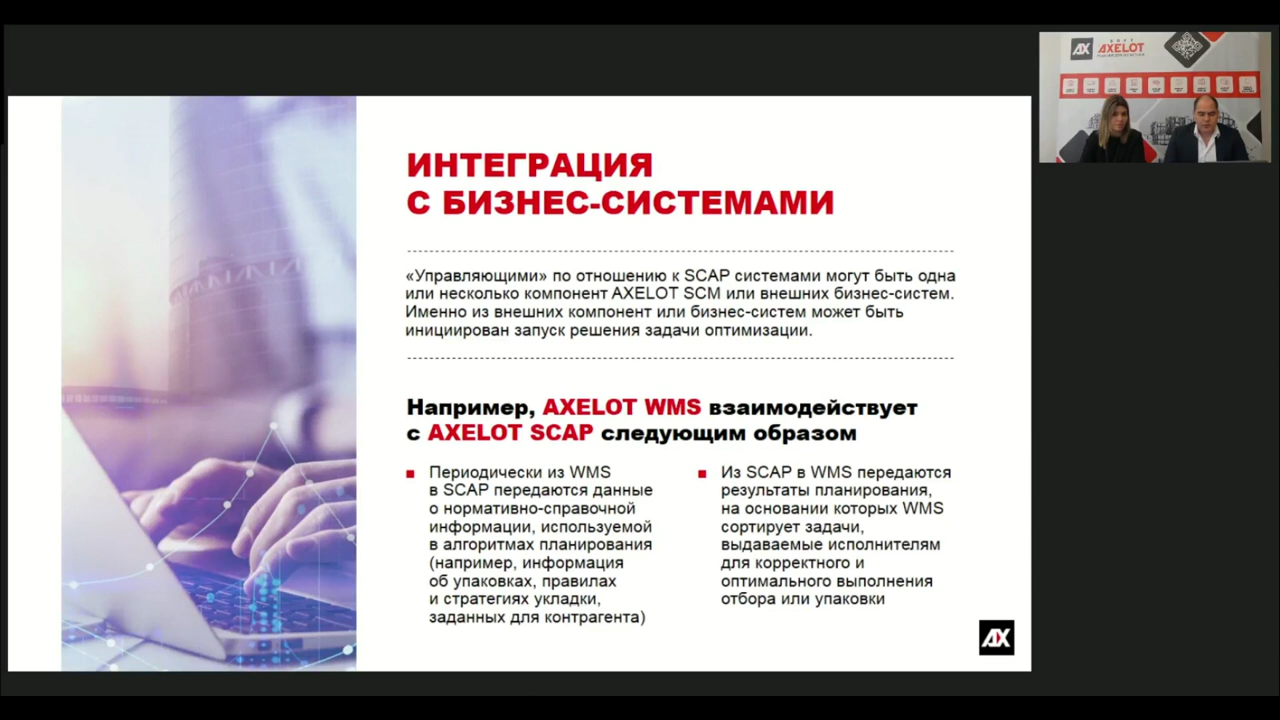 ИНТЕГРАЦИЯ
С БИЗНЕС-СИСТЕМАМИ
«Управляющими» по отношению к SCAP системами могут быть одна
или несколько компонент AXELOT SCM или внешних бизнес-систем.
Именно из внешних компонент или бизнес-систем может быть
инициирован запуск решения задачи оптимизации.
Например, AXELOT WMS взаимодействует
с AXELOT SCAP следующим образом
Периодически из WMS
в SCAP передаются данные
о нормативно-справочной
информации, используемой
в алгоритмах планирования
(например, информация
об упаковках, правилах
и стратегиях укладки,
заданных для контрагента)
Из SCAP в WMS передаются
результаты планирования,
на основании которых WMS
сортирует задачи,
выдаваемые исполнителям
для корректного и
оптимального выполнения
отбора или упаковки
AX
AX
AXELOT